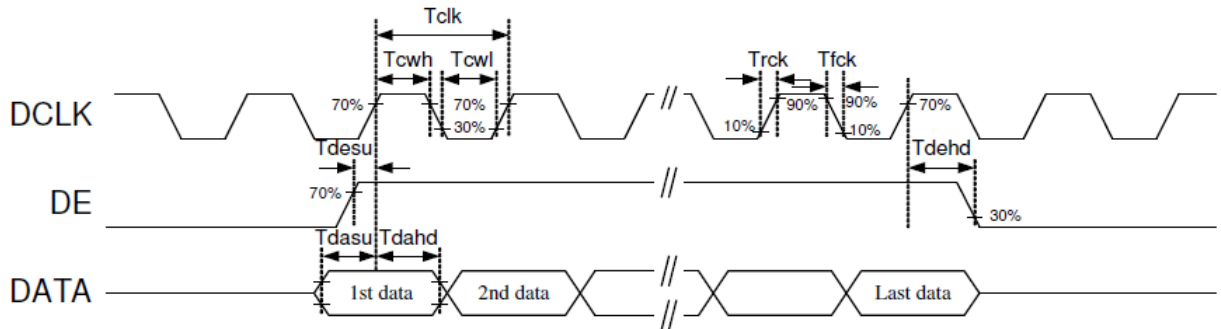 Tclk
Tcwh Tcwl Trck Tfck
DCLK 70% 70% 30% 10% 90% 90% 10% 70%
Tdesu Tdehd
DE 70% 30%
Tdasu Tdahd
DATA 1st data 2nd data Last data